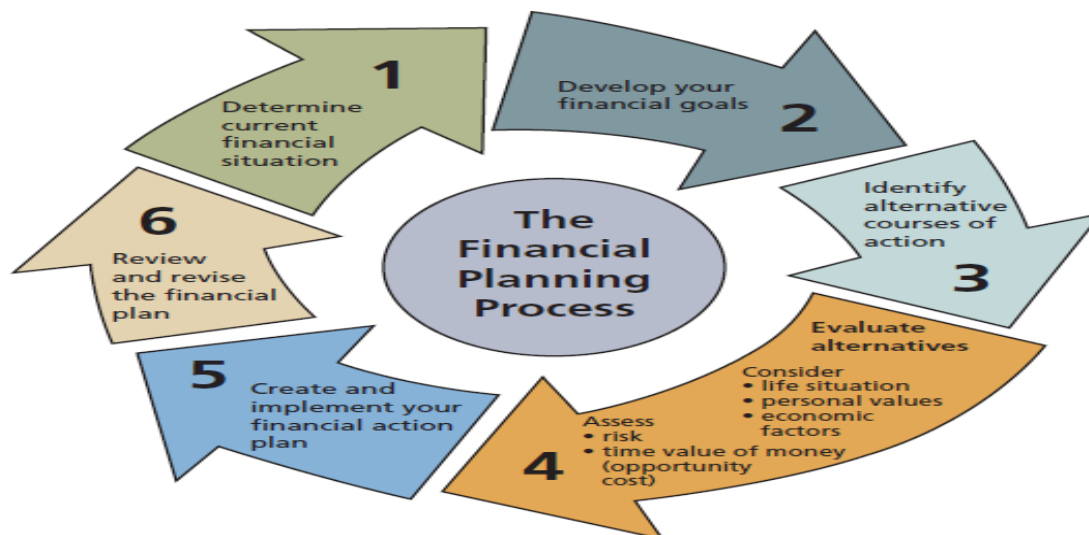 The
Financial
Planning
Process
1
Determine
current
financial
situation
Develop your
financial goals
2
Identify
alternative
courses of
action
3
Evaluate
alternatives
Consider
• life situation
• personal values
• economic
factors
Assess
• risk
• time value of money
(opportunity
cost)
4
5
Create and
implement your
financial action
plan
6
Review
and revise
the financial
plan